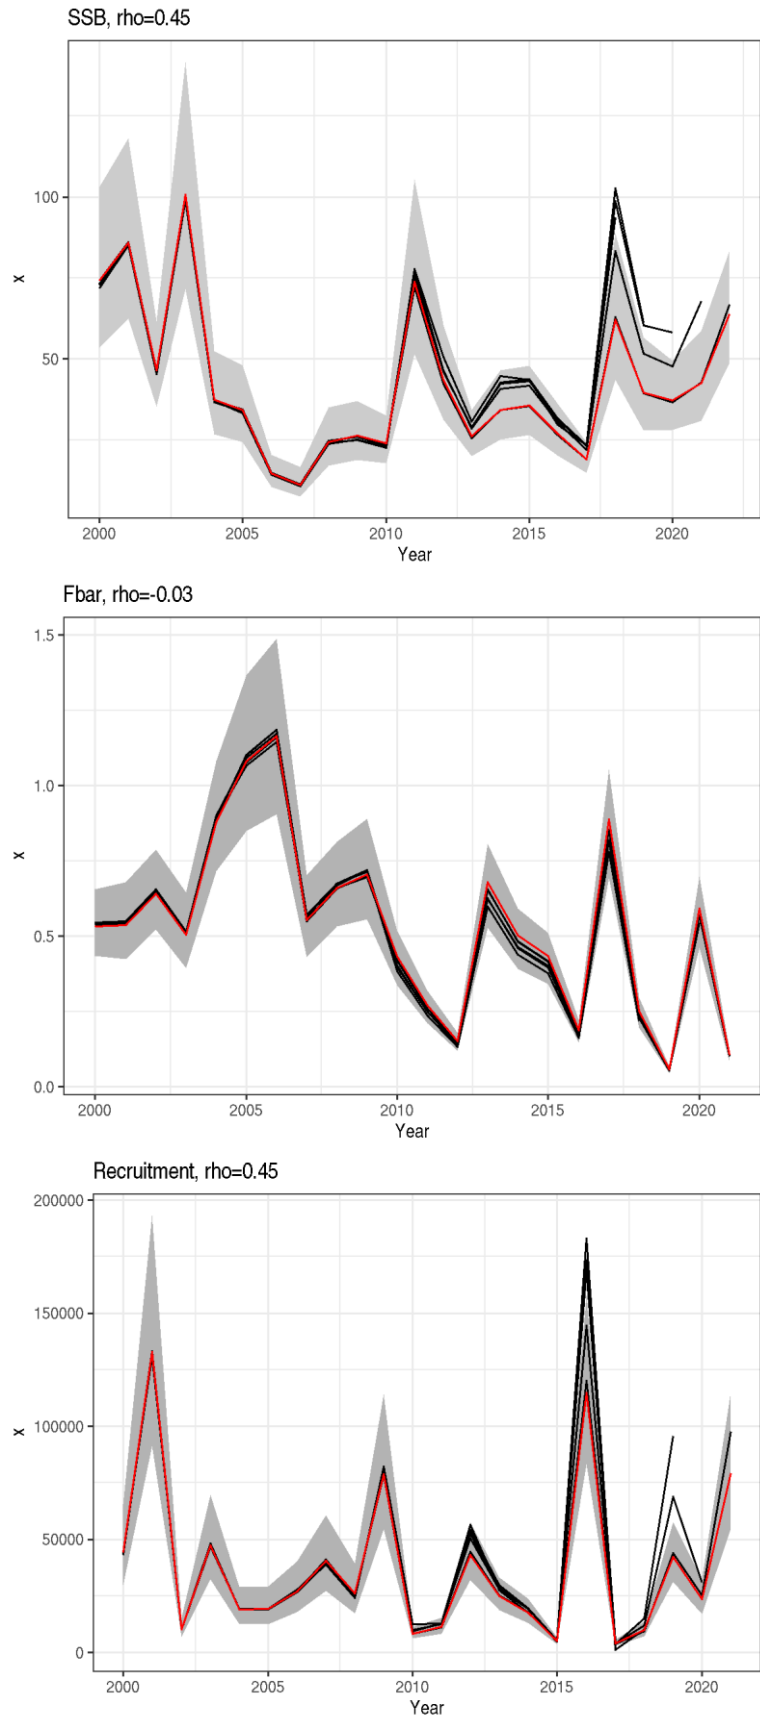 SSB, rho=0.45
100
50
x
2000 2005 2010 2015 2020
Year
Fbar, rho=-0.03
1.5
1.0
0.5
0.0
x
2000 2005 2010 2015 2020
Year
Recruitment, rho=0.45
200000
150000
100000
50000
0
x
2000 2005 2010 2015 2020
Year